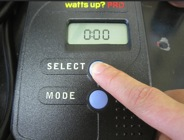 watts up? PRO
0:00
SELECT
MODE